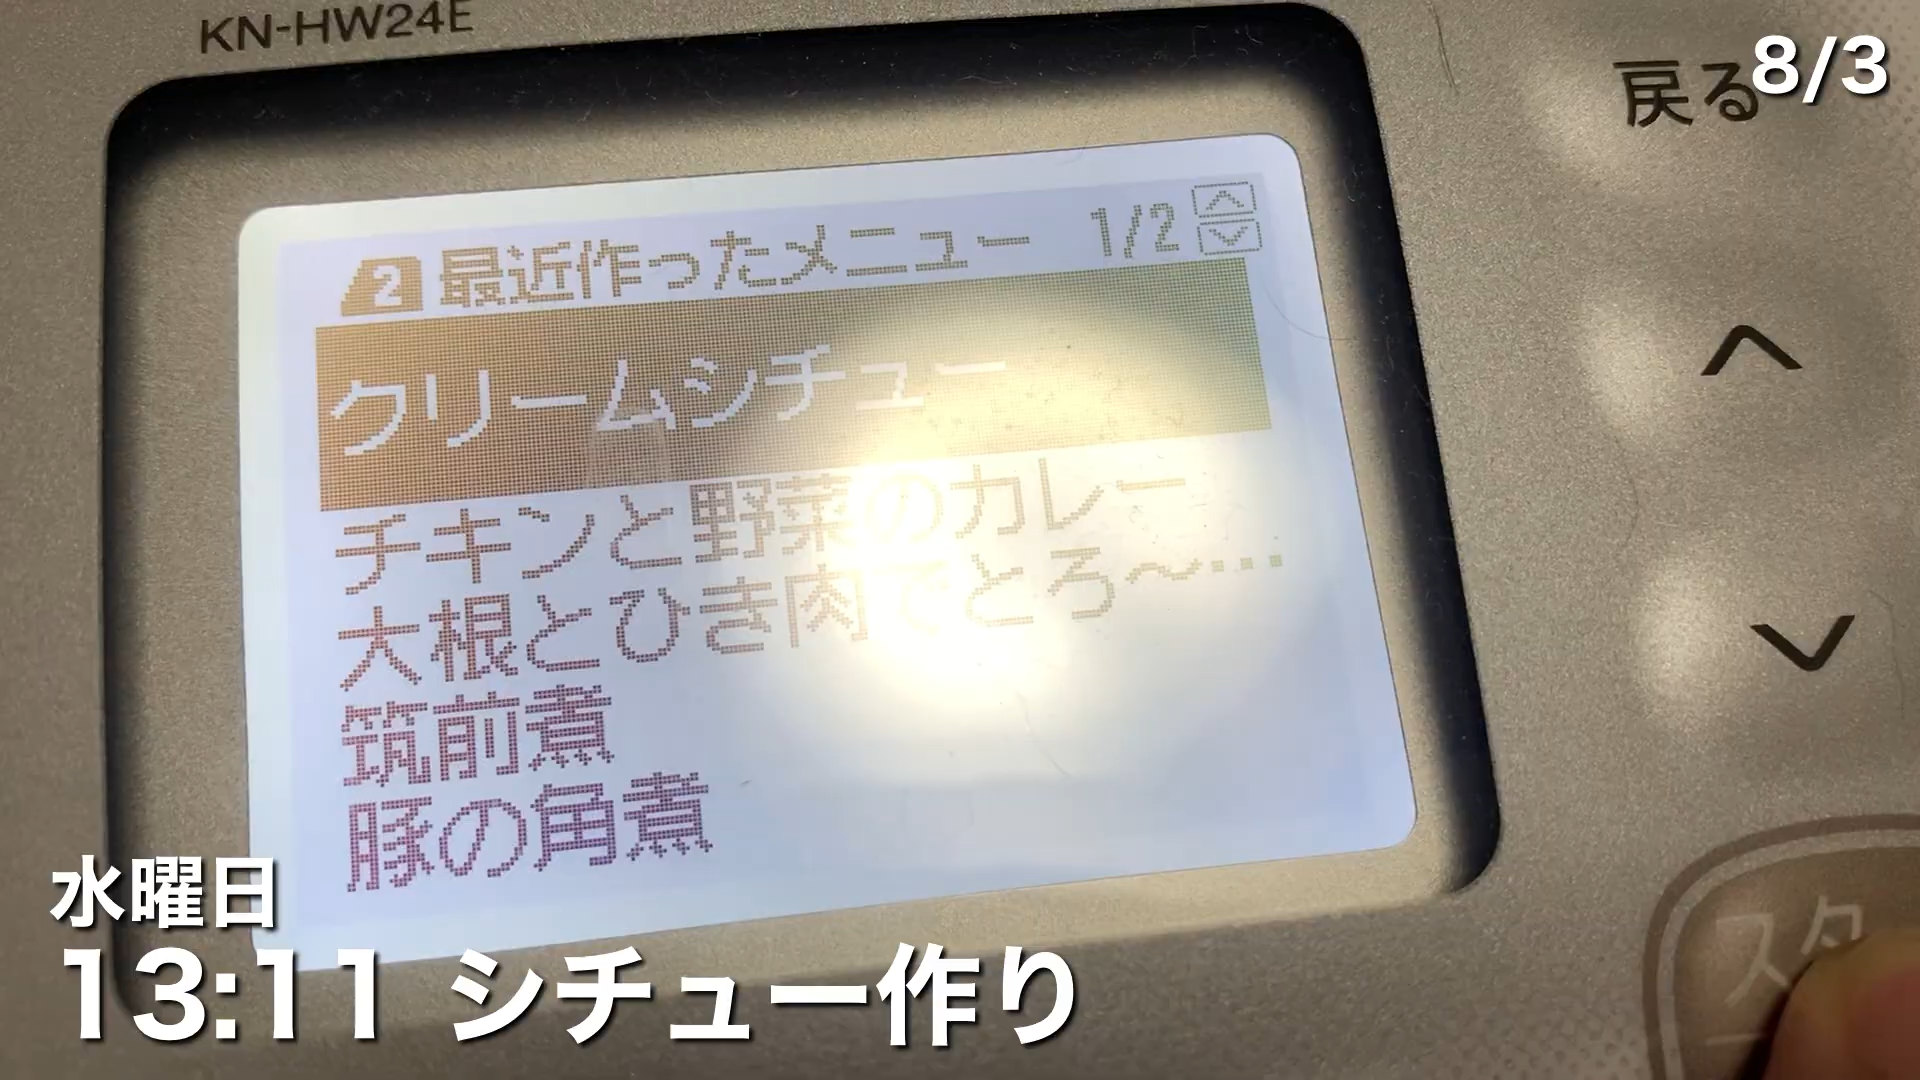 KN-HW24E
戻る
8/3
2 最近作ったメニュー 1/2
クリームシチュー
チキンと野菜のカレー
大根とひき肉でとろ〜…
筑前煮
豚の角煮
スタ
水曜日
13:11 シチュー作り